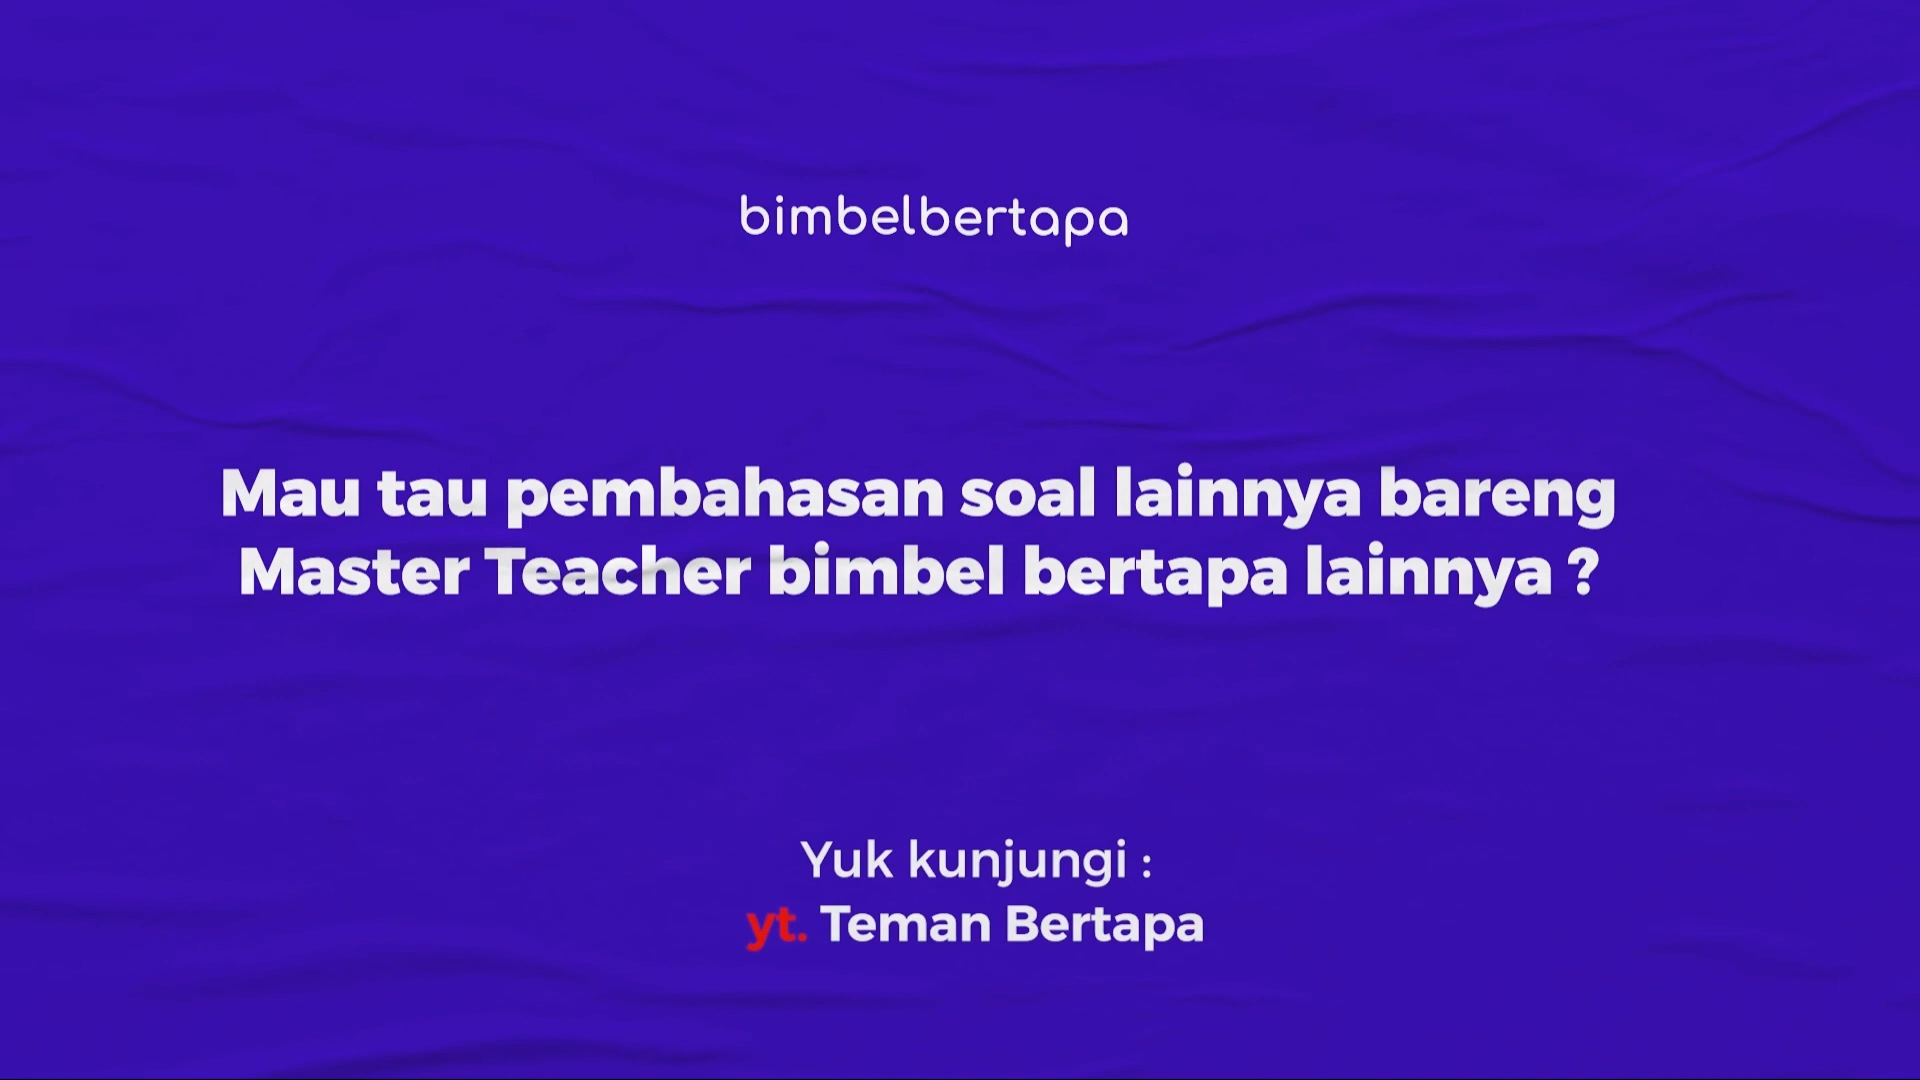 bimbelbertapa
Mau tau pembahasan soal lainnya bareng
Master Teacher bimbel bertapa lainnya ?
Yuk kunjungi :
yt. Teman Bertapa